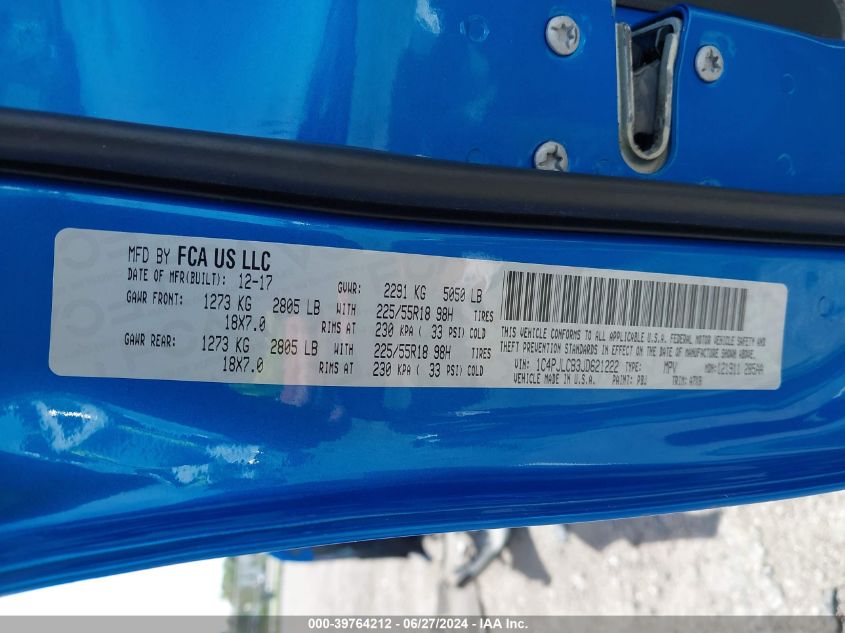 MFD BY FCA US LLC
DATE OF MFR(BUILT): 12-17 GVWR: 2291 KG 5050 LB
GAWR FRONT: 1273 KG 2805 LB WITH 225/55R18 98H TIRES
18X7.0 RIMS AT 230 KPA ( 33 PSI) COLD
GAWR REAR: 1273 KG 2805 LB WITH 225/55R18 98H TIRES
18X7.0 RIMS AT 230 KPA ( 33 PSI) COLD
THIS VEHICLE CONFORMS TO ALL APPLICABLE U.S.A. FEDERAL MOTOR VEHICLE SAFETY AND
THEFT PREVENTION STANDARDS IN EFFECT ON THE DATE OF MANUFACTURE SHOWN ABOVE.
VIN: 1C4PJLCB3JD621222 TYPE: MPV MDH: 121911 285AA
VEHICLE MADE IN U.S.A. PAINT: PBJ TRIM: ATX9
000-39764212 - 06/27/2024 - IAA Inc.